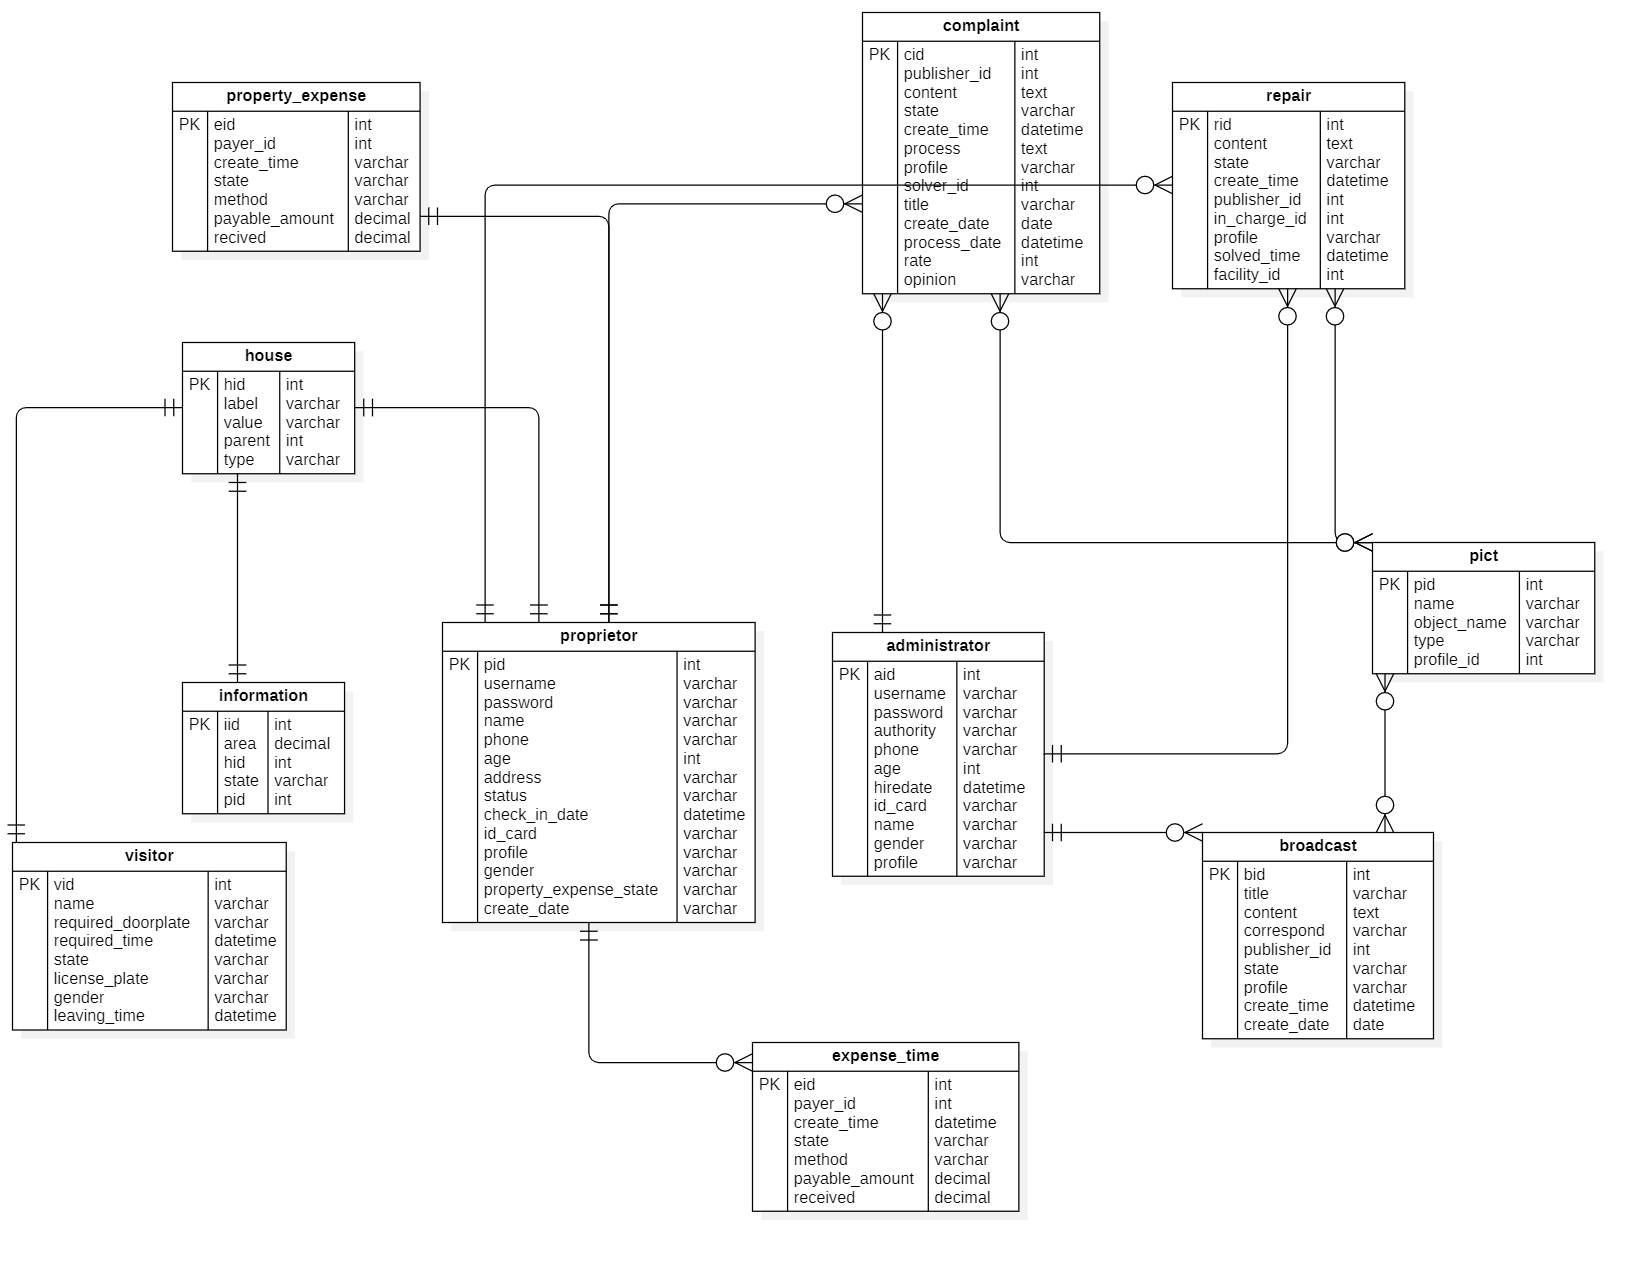 complaint
PK cid int
publisher_id int
content text
state varchar
create_time datetime
process text
profile varchar
solver_id int
title varchar
create_date date
process_date datetime
rate int
opinion varchar
property_expense
PK eid int
payer_id int
create_time varchar
state varchar
method varchar
payable_amount decimal
recived decimal
repair
PK rid int
content text
state varchar
create_time datetime
publisher_id int
in_charge_id int
profile varchar
solved_time datetime
facility_id int
house
PK hid int
label varchar
value varchar
parent int
type varchar
pict
PK pid int
name varchar
object_name varchar
type varchar
profile_id int
proprietor
PK pid int
username varchar
password varchar
name varchar
phone varchar
age int
address varchar
status varchar
check_in_date datetime
id_card varchar
profile varchar
gender varchar
property_expense_state varchar
create_date varchar
administrator
PK aid int
username varchar
password varchar
authority varchar
phone varchar
age int
hiredate datetime
id_card varchar
name varchar
gender varchar
profile varchar
information
PK iid int
area decimal
hid int
state varchar
pid int
visitor
PK vid int
name varchar
required_doorplate varchar
required_time datetime
state varchar
license_plate varchar
gender varchar
leaving_time datetime
broadcast
PK bid int
title varchar
content text
correspond varchar
publisher_id int
state varchar
profile varchar
create_time datetime
create_date date
expense_time
PK eid int
payer_id int
create_time datetime
state varchar
method varchar
payable_amount decimal
received decimal